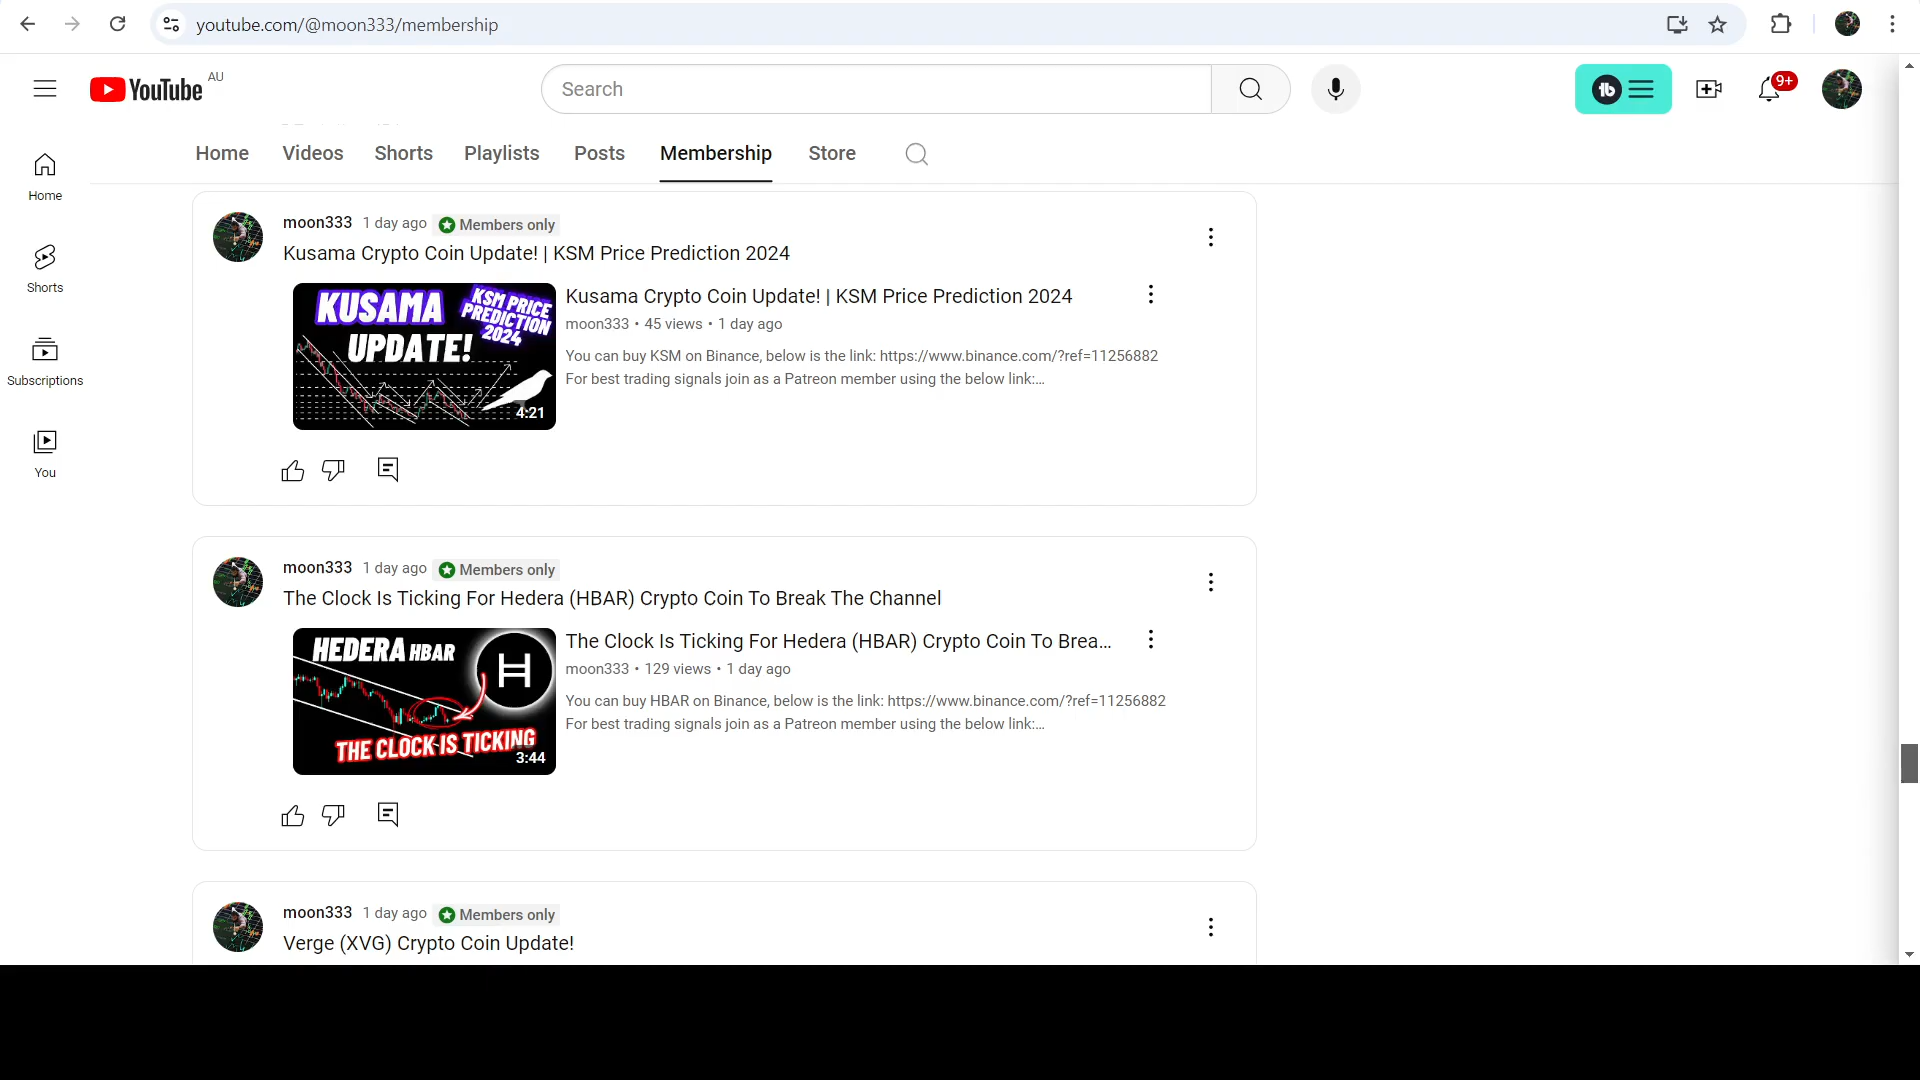 youtube.com/@moon333/membership
YouTube AU
Search
9+
Home
Videos
Shorts
Playlists
Posts
Membership
Store
Home
Shorts
Subscriptions
You
moon333 1 day ago Members only
Kusama Crypto Coin Update! | KSM Price Prediction 2024
KUSAMA
UPDATE!
KSM PRICE
PREDICTION
2024
4:21
Kusama Crypto Coin Update! | KSM Price Prediction 2024
moon333 • 45 views • 1 day ago
You can buy KSM on Binance, below is the link: https://www.binance.com/?ref=11256882
For best trading signals join as a Patreon member using the below link:...
moon333 1 day ago Members only
The Clock Is Ticking For Hedera (HBAR) Crypto Coin To Break The Channel
HEDERA HBAR
H
THE CLOCK IS TICKING
3:44
The Clock Is Ticking For Hedera (HBAR) Crypto Coin To Brea...
moon333 • 129 views • 1 day ago
You can buy HBAR on Binance, below is the link: https://www.binance.com/?ref=11256882
For best trading signals join as a Patreon member using the below link:...
moon333 1 day ago Members only
Verge (XVG) Crypto Coin Update!